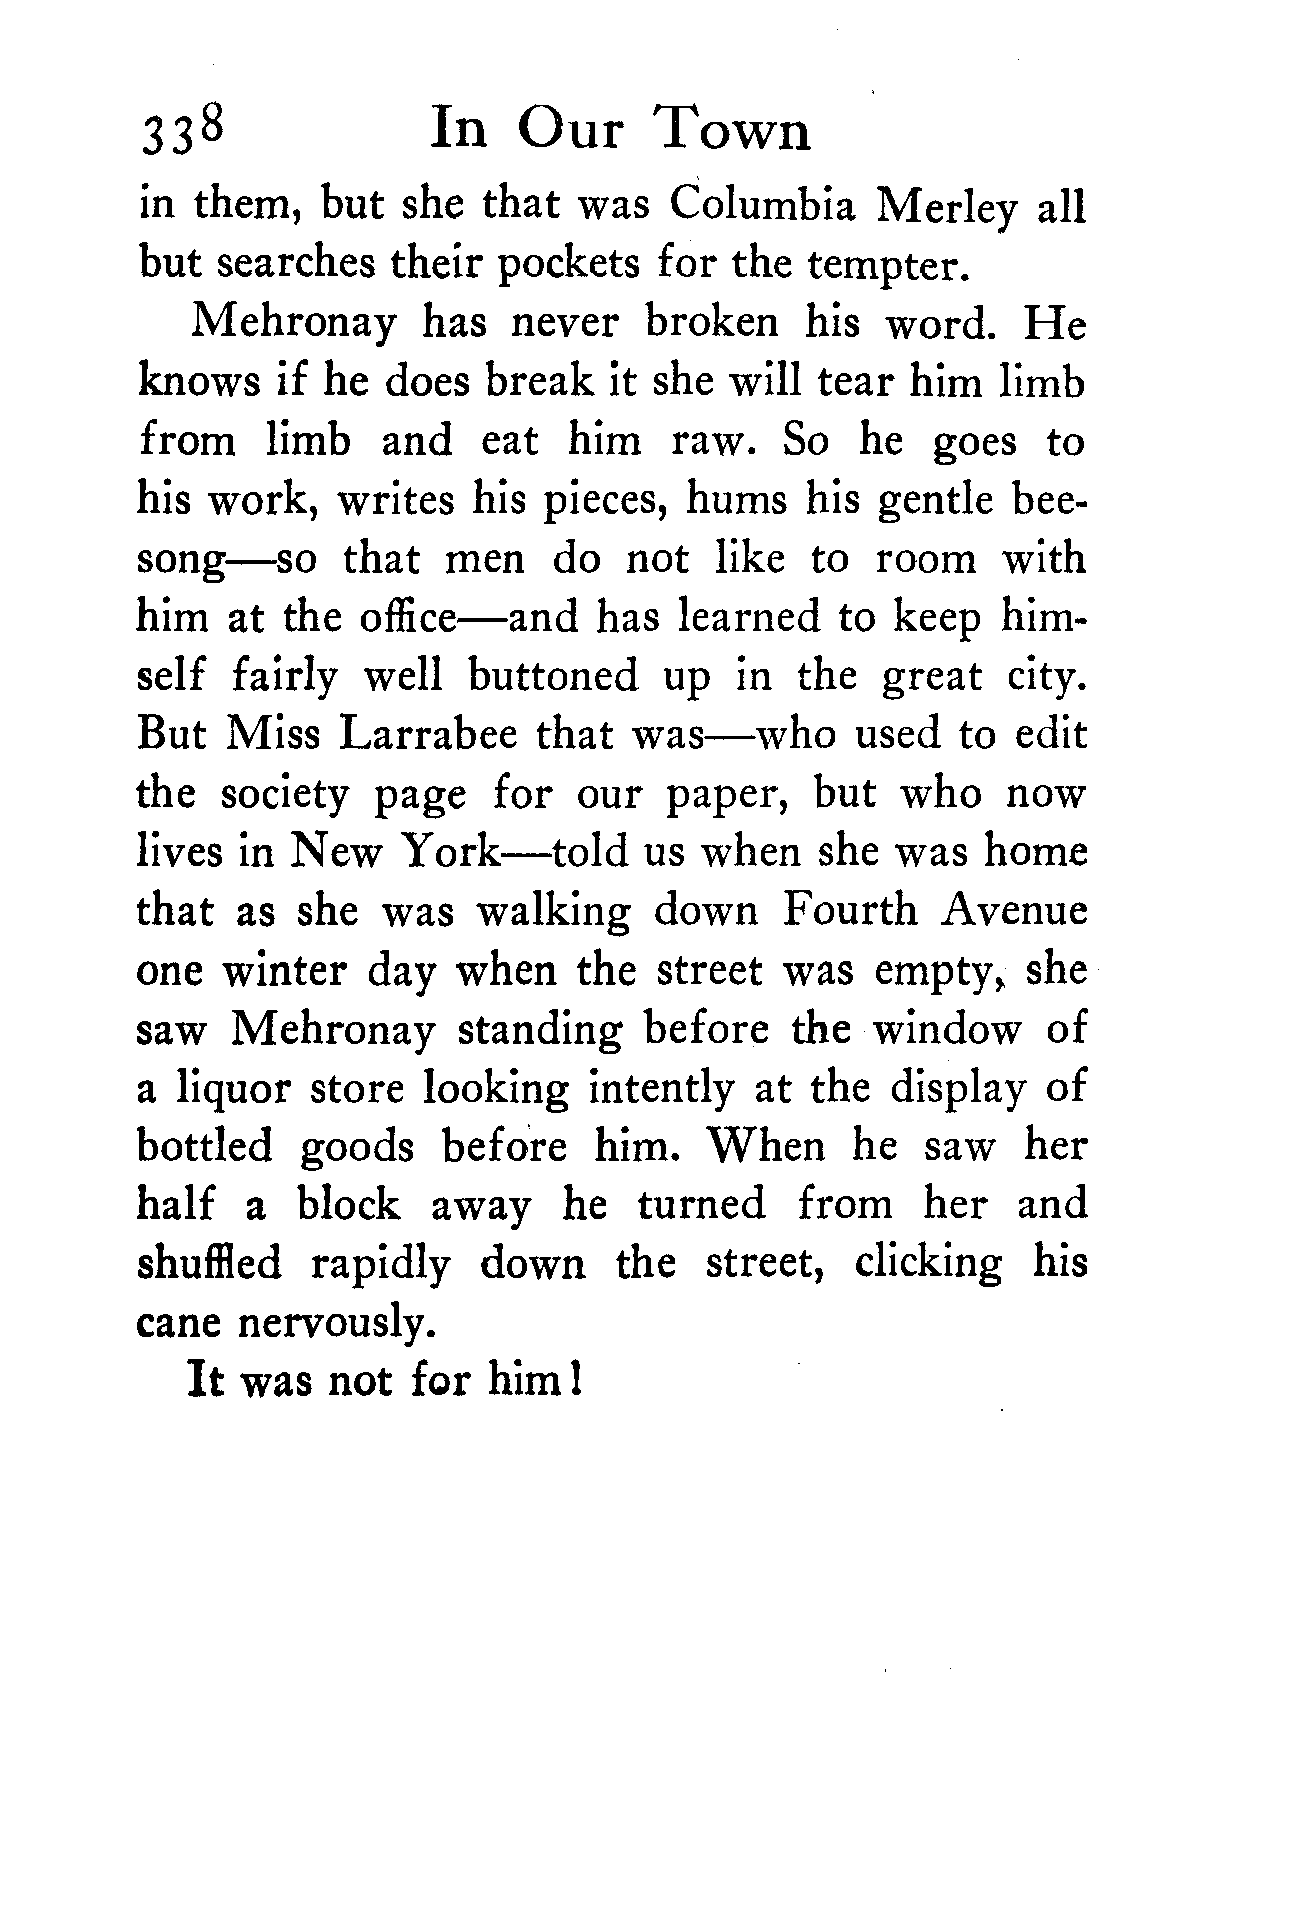 338 In Our Town
in them, but she that was Columbia Merley all
but searches their pockets for the tempter.
Mehronay has never broken his word. He
knows if he does break it she will tear him limb
from limb and eat him raw. So he goes to
his work, writes his pieces, hums his gentle bee-
song—so that men do not like to room with
him at the office—and has learned to keep him-
self fairly well buttoned up in the great city.
But Miss Larrabee that was—who used to edit
the society page for our paper, but who now
lives in New York—told us when she was home
that as she was walking down Fourth Avenue
one winter day when the street was empty, she
saw Mehronay standing before the window of
a liquor store looking intently at the display of
bottled goods before him. When he saw her
half a block away he turned from her and
shuffled rapidly down the street, clicking his
cane nervously.
It was not for him!